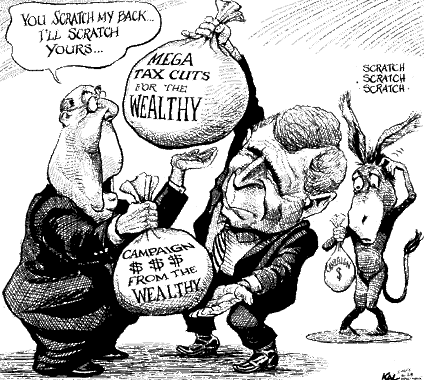 YOU SCRATCH MY BACK...
I'LL SCRATCH
YOURS...
MEGA
TAX CUTS
FOR THE
WEALTHY
SCRATCH
SCRATCH
SCRATCH
CAMPAIGN
$ $ $
FROM THE
WEALTHY
$
KAL